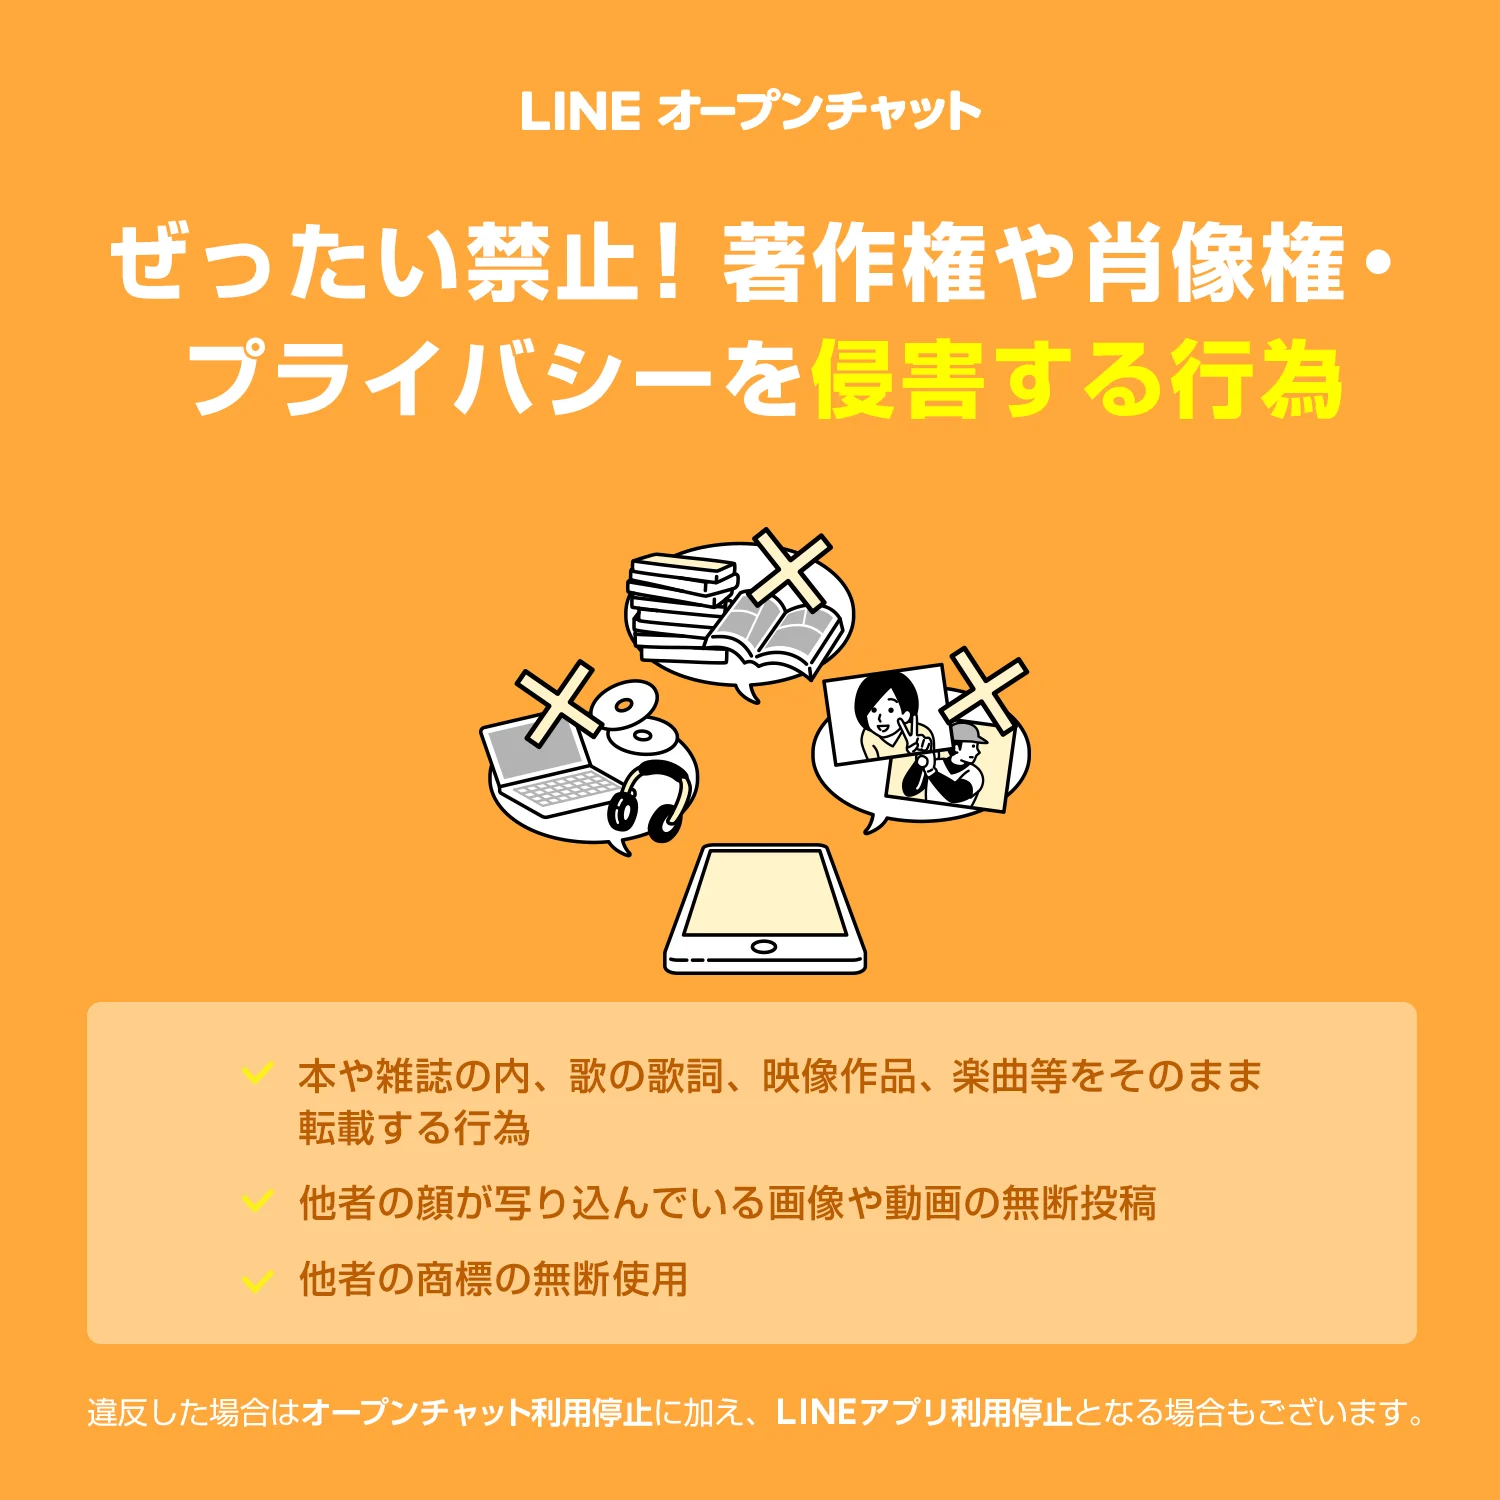 LINE オープンチャット
ぜったい禁止！著作権や肖像権・
プライバシーを侵害する行為
本や雑誌の内、歌の歌詞、映像作品、楽曲等をそのまま
転載する行為
他者の顔が写り込んでいる画像や動画の無断投稿
他者の商標の無断使用
違反した場合はオープンチャット利用停止に加え、LINEアプリ利用停止となる場合もございます。